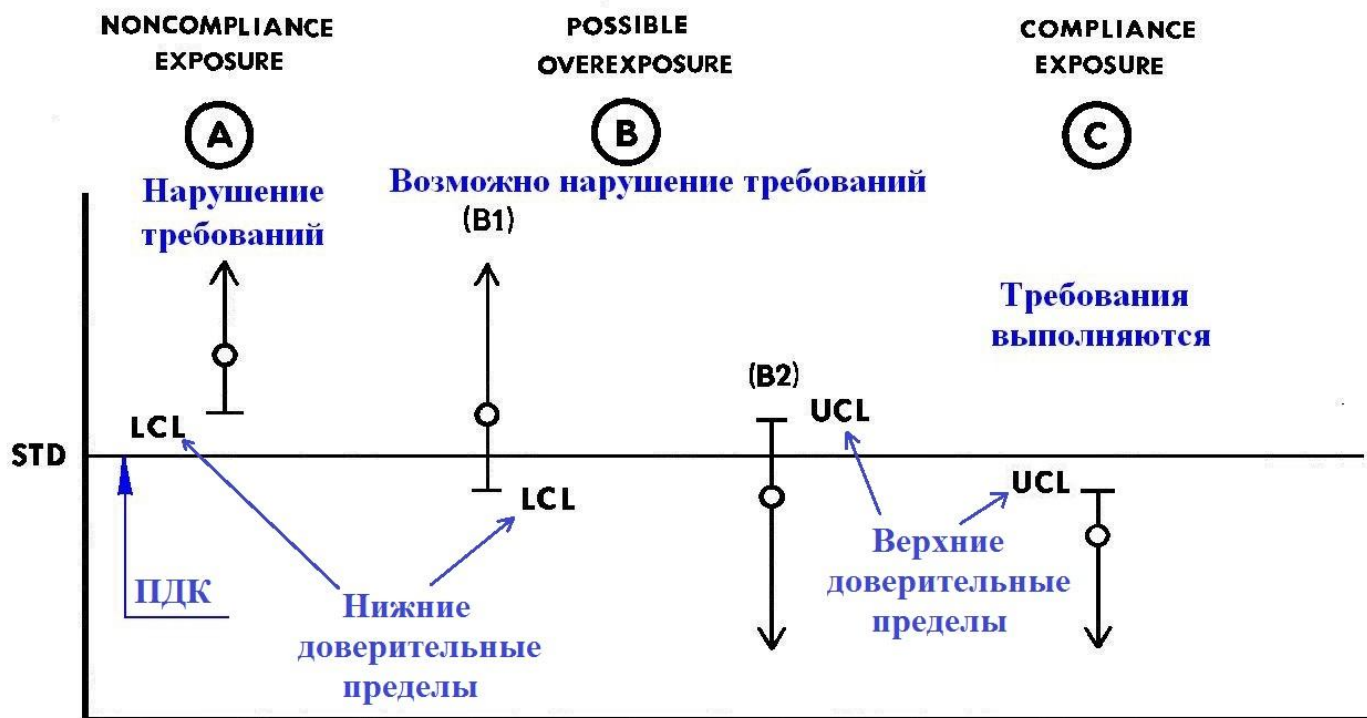 NONCOMPLIANCE
EXPOSURE
POSSIBLE
OVEREXPOSURE
COMPLIANCE
EXPOSURE
A
B
C
Нарушение
требований
Возможно нарушение требований
(B1)
Требования
выполняются
(B2)
LCL
UCL
STD
LCL
UCL
ПДК
Нижние
доверительные
пределы
Верхние
доверительные
пределы